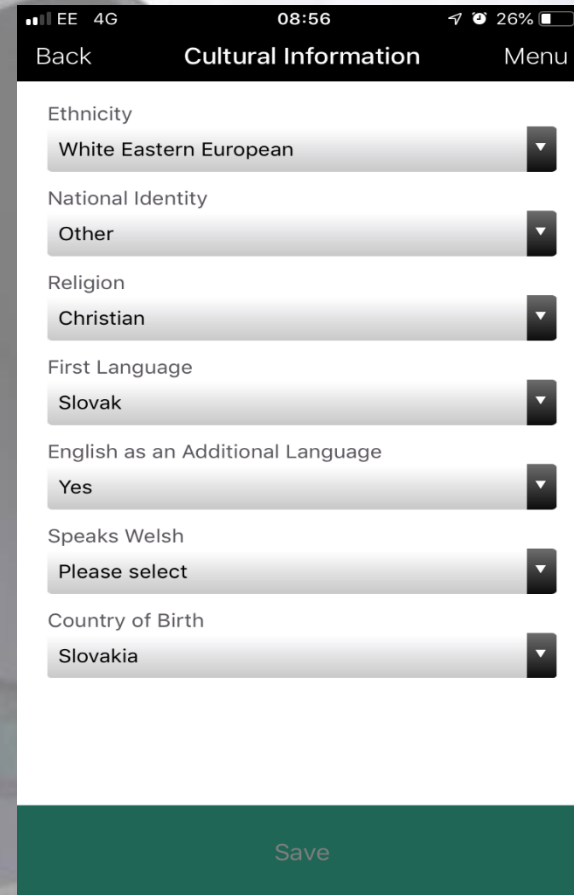 EE 4G 08:56 26%
Back Cultural Information Menu
Ethnicity
White Eastern European
National Identity
Other
Religion
Christian
First Language
Slovak
English as an Additional Language
Yes
Speaks Welsh
Please select
Country of Birth
Slovakia
Save